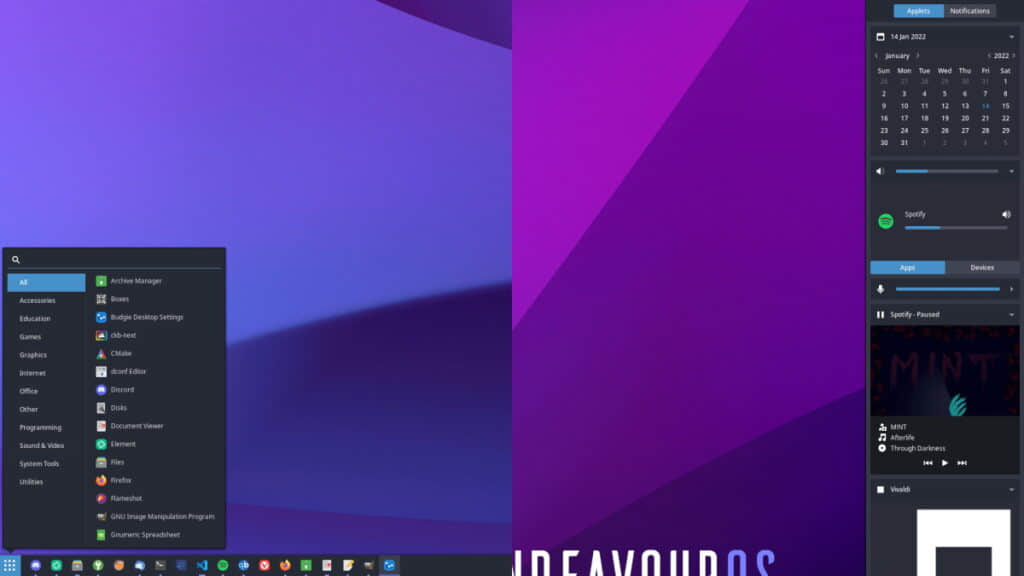 All
Accessories
Education
Games
Graphics
Internet
Office
Other
Programming
Sound & Video
System Tools
Utilities
Archive Manager
Boxes
Budgie Desktop Settings
ckb-next
CMake
dconf Editor
Discord
Disks
Document Viewer
Element
Files
Firefox
Flameshot
GNU Image Manipulation Program
Gnumeric Spreadsheet
NDEAVOUROS
Applets Notifications
14 Jan 2022
January 2022
Sun Mon Tue Wed Thu Fri Sat
26 27 28 29 30 31 1
2 3 4 5 6 7 8
9 10 11 12 13 14 15
16 17 18 19 20 21 22
23 24 25 26 27 28 29
30 31 1 2 3 4 5
Spotify
Apps Devices
Spotify - Paused
MINT
MINT
Afterlife
Through Darkness
Vivaldi